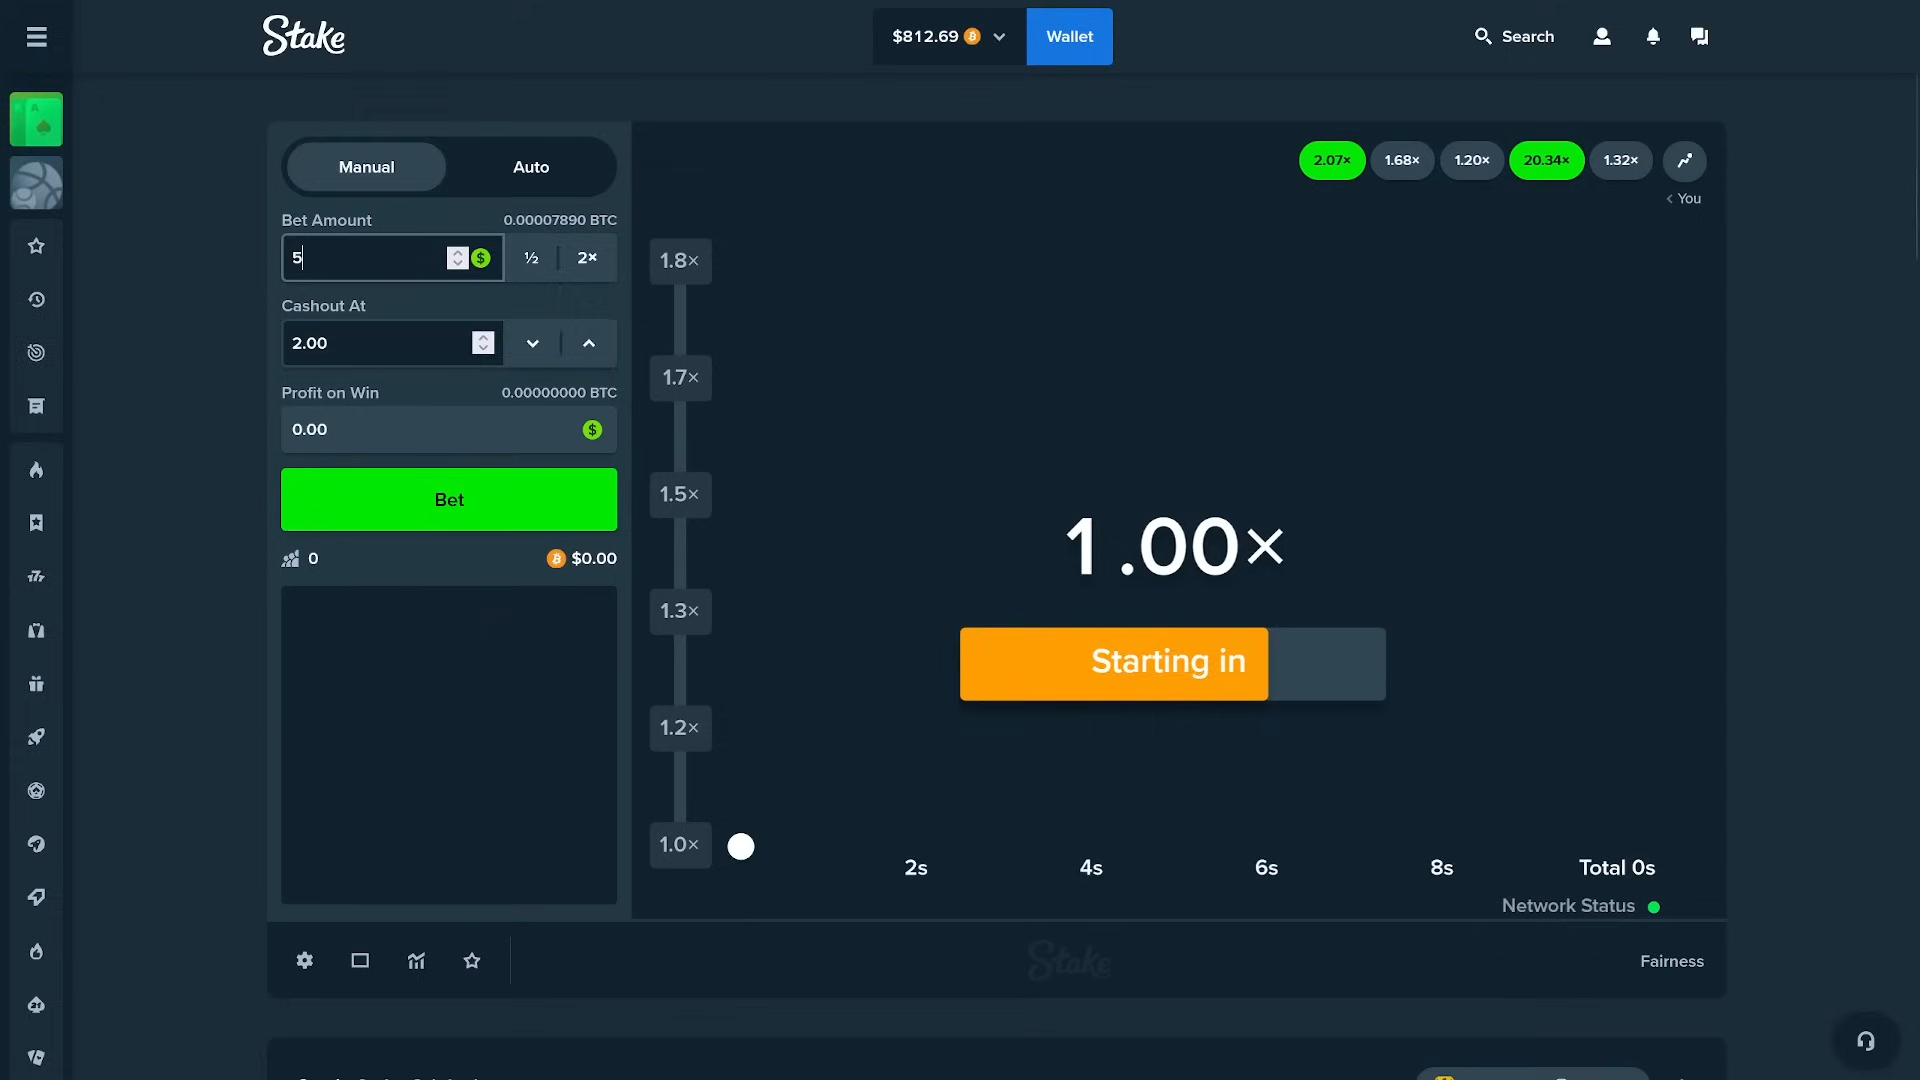 Stake
$812.69
Wallet
Search
Manual
Auto
2.07×
1.68×
1.20×
20.34×
1.32×
You
Bet Amount
0.00007890 BTC
5
½
2×
Cashout At
2.00
Profit on Win
0.00000000 BTC
0.00
Bet
0
$0.00
1.8×
1.7×
1.5×
1.3×
1.2×
1.0×
1.00×
Starting in
2s
4s
6s
8s
Total 0s
Network Status
Stake
Fairness